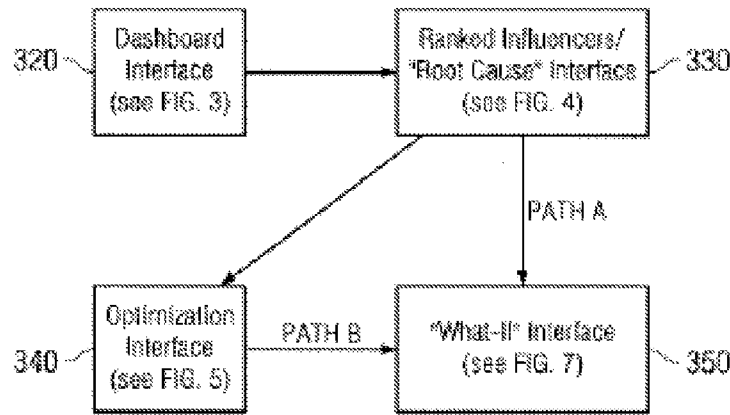 320
Dashboard
Interface
(see FIG. 3)
Ranked Influencers/
"Root Cause" Interface
(see FIG. 4)
330
PATH A
340
Optimization
Interface
(see FIG. 5)
PATH B
"What-If" Interface
(see FIG. 7)
350